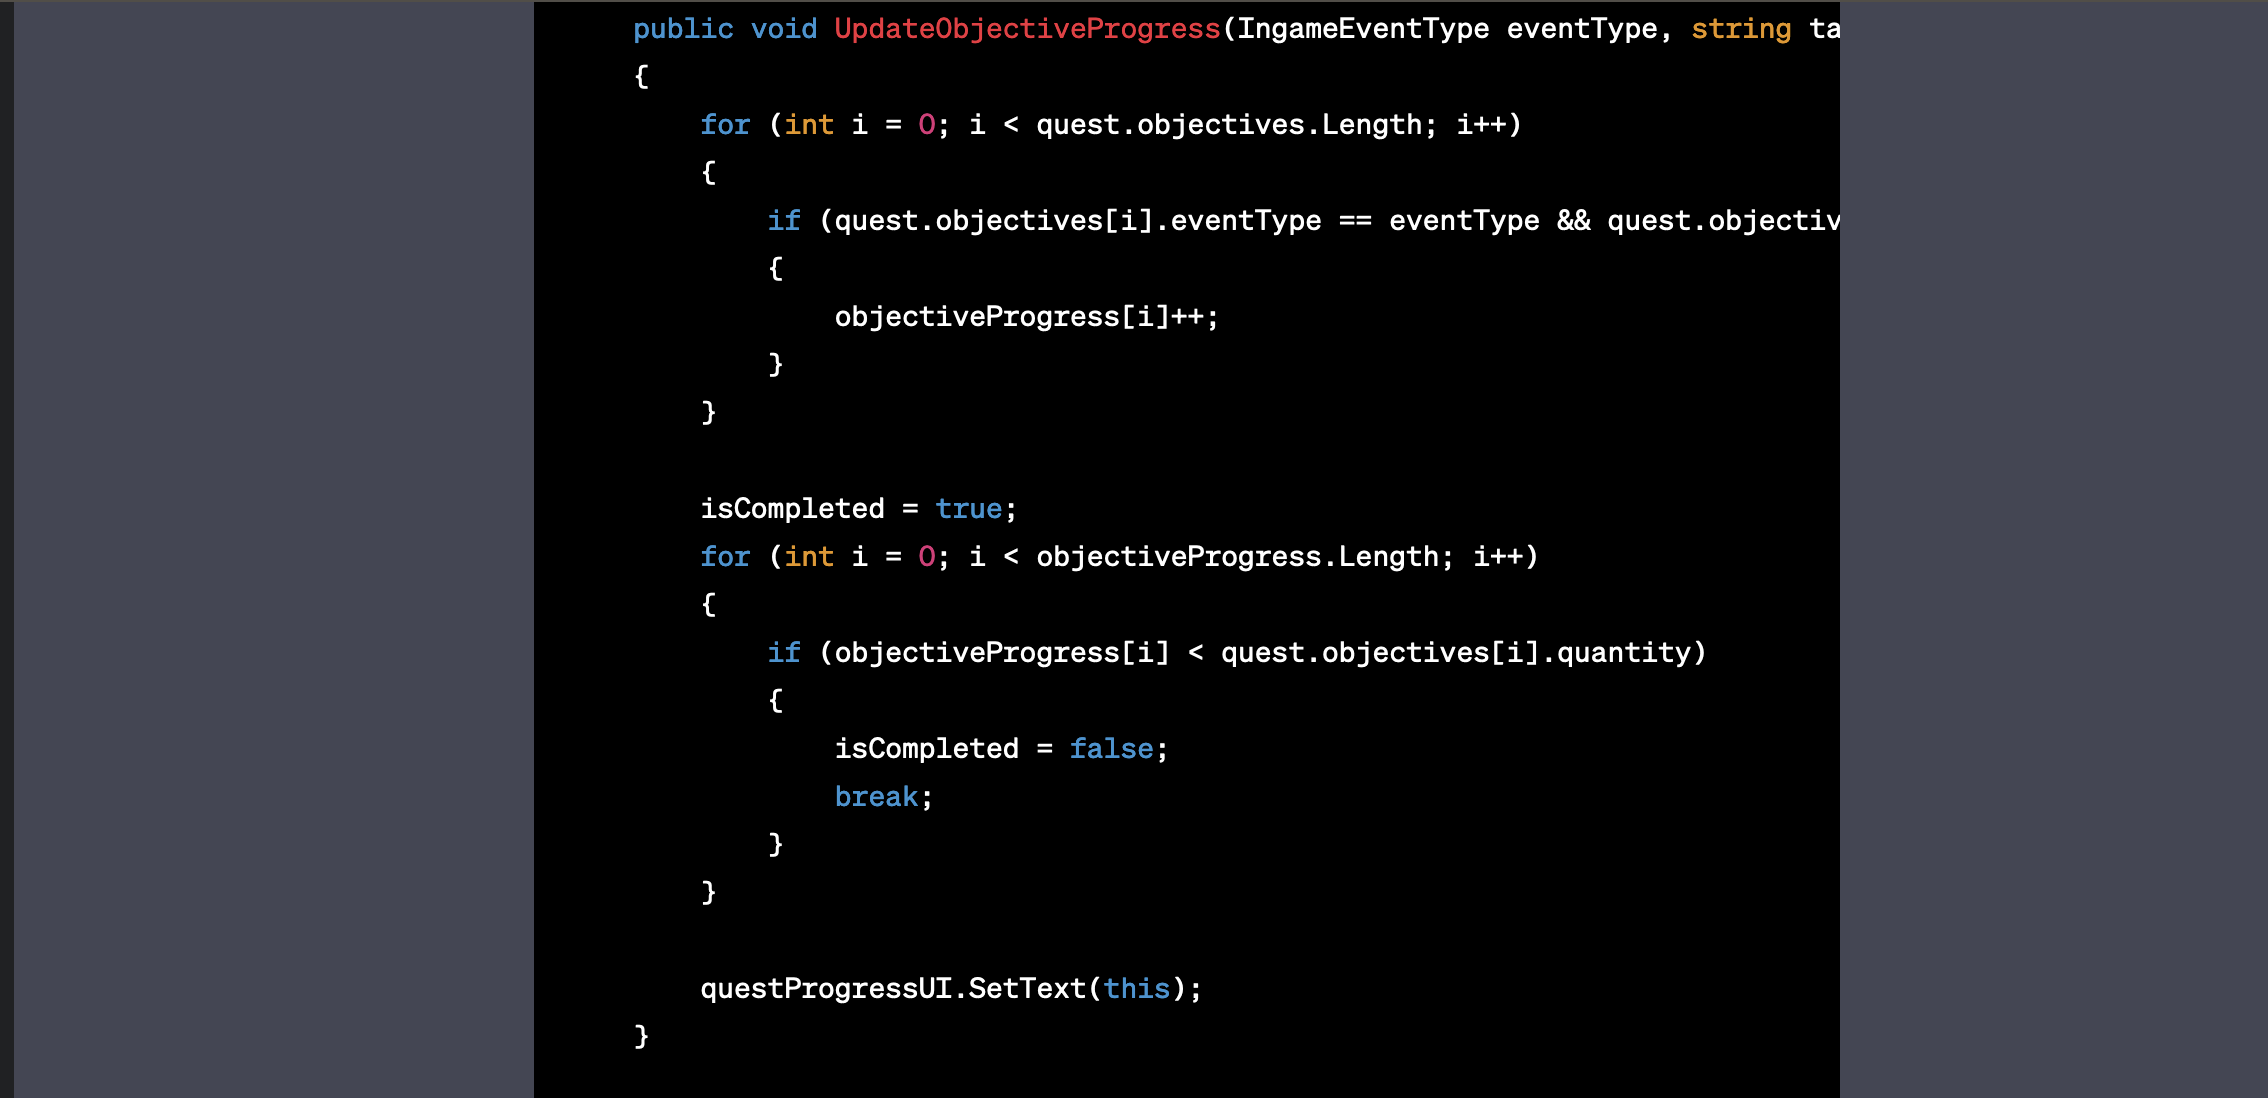 public void UpdateObjectiveProgress(IngameEventType eventType, string ta
{
for (int i = 0; i < quest.objectives.Length; i++)
{
if (quest.objectives[i].eventType == eventType && quest.objectiv
{
objectiveProgress[i]++;
}
}
isCompleted = true;
for (int i = 0; i < objectiveProgress.Length; i++)
{
if (objectiveProgress[i] < quest.objectives[i].quantity)
{
isCompleted = false;
break;
}
}
questProgressUI.SetText(this);
}